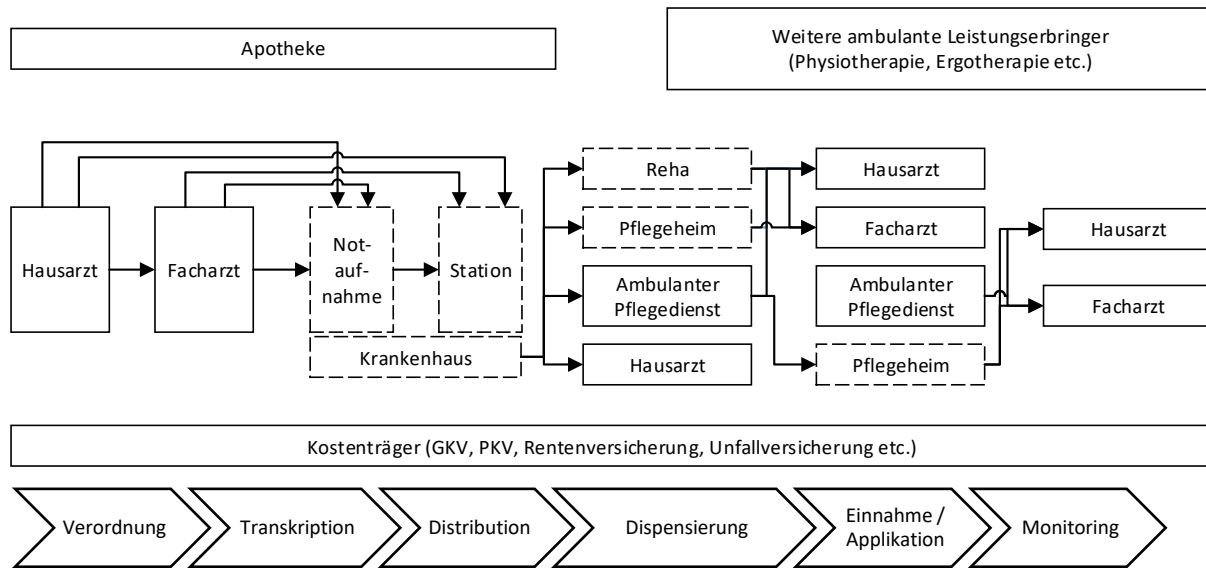 Apotheke
Weitere ambulante Leistungserbringer
(Physiotherapie, Ergotherapie etc.)
Hausarzt
Facharzt
Not-
auf-
nahme
Station
Krankenhaus
Reha
Pflegeheim
Ambulanter
Pflegedienst
Hausarzt
Hausarzt
Facharzt
Ambulanter
Pflegedienst
Pflegeheim
Hausarzt
Facharzt
Kostenträger (GKV, PKV, Rentenversicherung, Unfallversicherung etc.)
Verordnung
Transkription
Distribution
Dispensierung
Einnahme /
Applikation
Monitoring